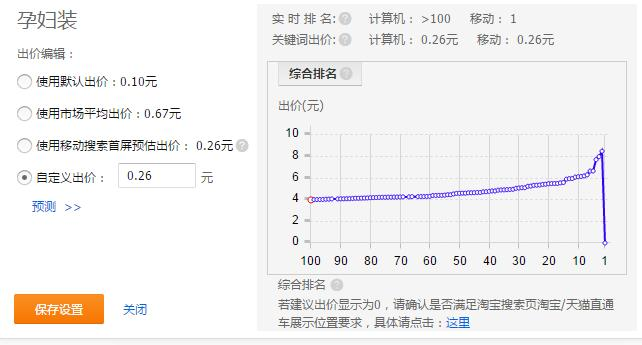 孕妇装
出价编辑：
使用默认出价：0.10元
使用市场平均出价：0.67元
使用移动搜索首屏预估出价： 0.26元 ?
自定义出价： 0.26 元
预测 >>
保存设置 关闭
实 时 排 名： ? 计算机： >100 移动： 1
关键词出价： ? 计算机： 0.26元 移动： 0.26元
综合排名 ?
出价(元)
10
8
6
4
2
0
100 90 80 70 60 50 40 30 20 10 1
综合排名 ?
若建议出价显示为0，请确认是否满足淘宝搜索页淘宝/天猫直通
车展示位置要求，具体请点击：这里